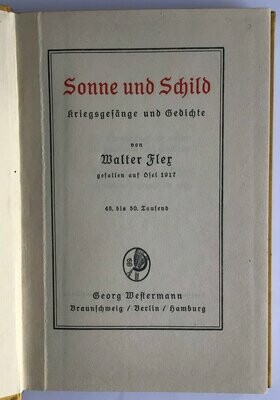 Sonne und Schild
Kriegsgesänge und Gedichte
von
Walter Flex
gefallen auf Ösel 1917
48. bis 50. Tausend
Georg Westermann
Braunschweig / Berlin / Hamburg